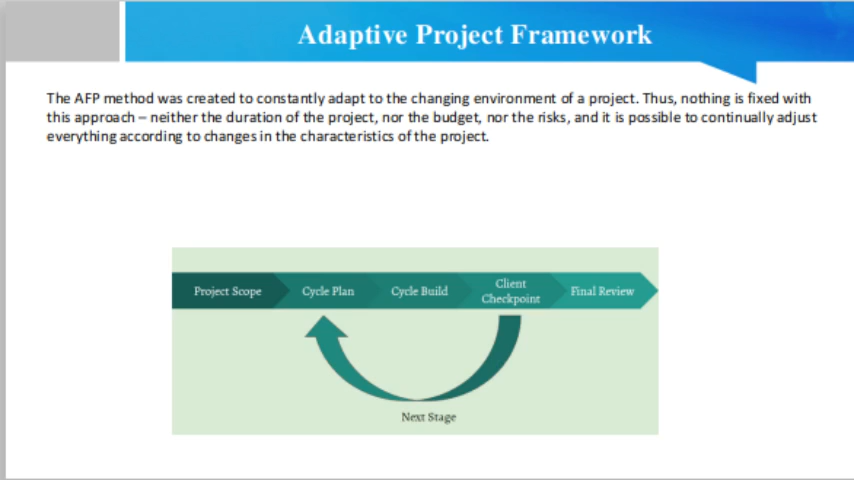 Adaptive Project Framework
The AFP method was created to constantly adapt to the changing environment of a project. Thus, nothing is fixed with
this approach – neither the duration of the project, nor the budget, nor the risks, and it is possible to continually adjust
everything according to changes in the characteristics of the project.
Project Scope
Cycle Plan
Cycle Build
Client
Checkpoint
Final Review
Next Stage